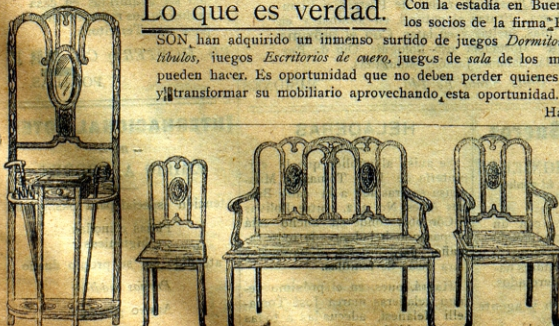 Lo que es verdad.
Con la estadía en Buen
los socios de la firma
SON han adquirido un inmenso surtido de juegos Dormito
tíbulos, juegos Escritorios de cuero, juegos de sala de los m
pueden hacer. Es oportunidad que no deben perder quienes
y transformar su mobiliario aprovechando esta oportunidad.
Ha